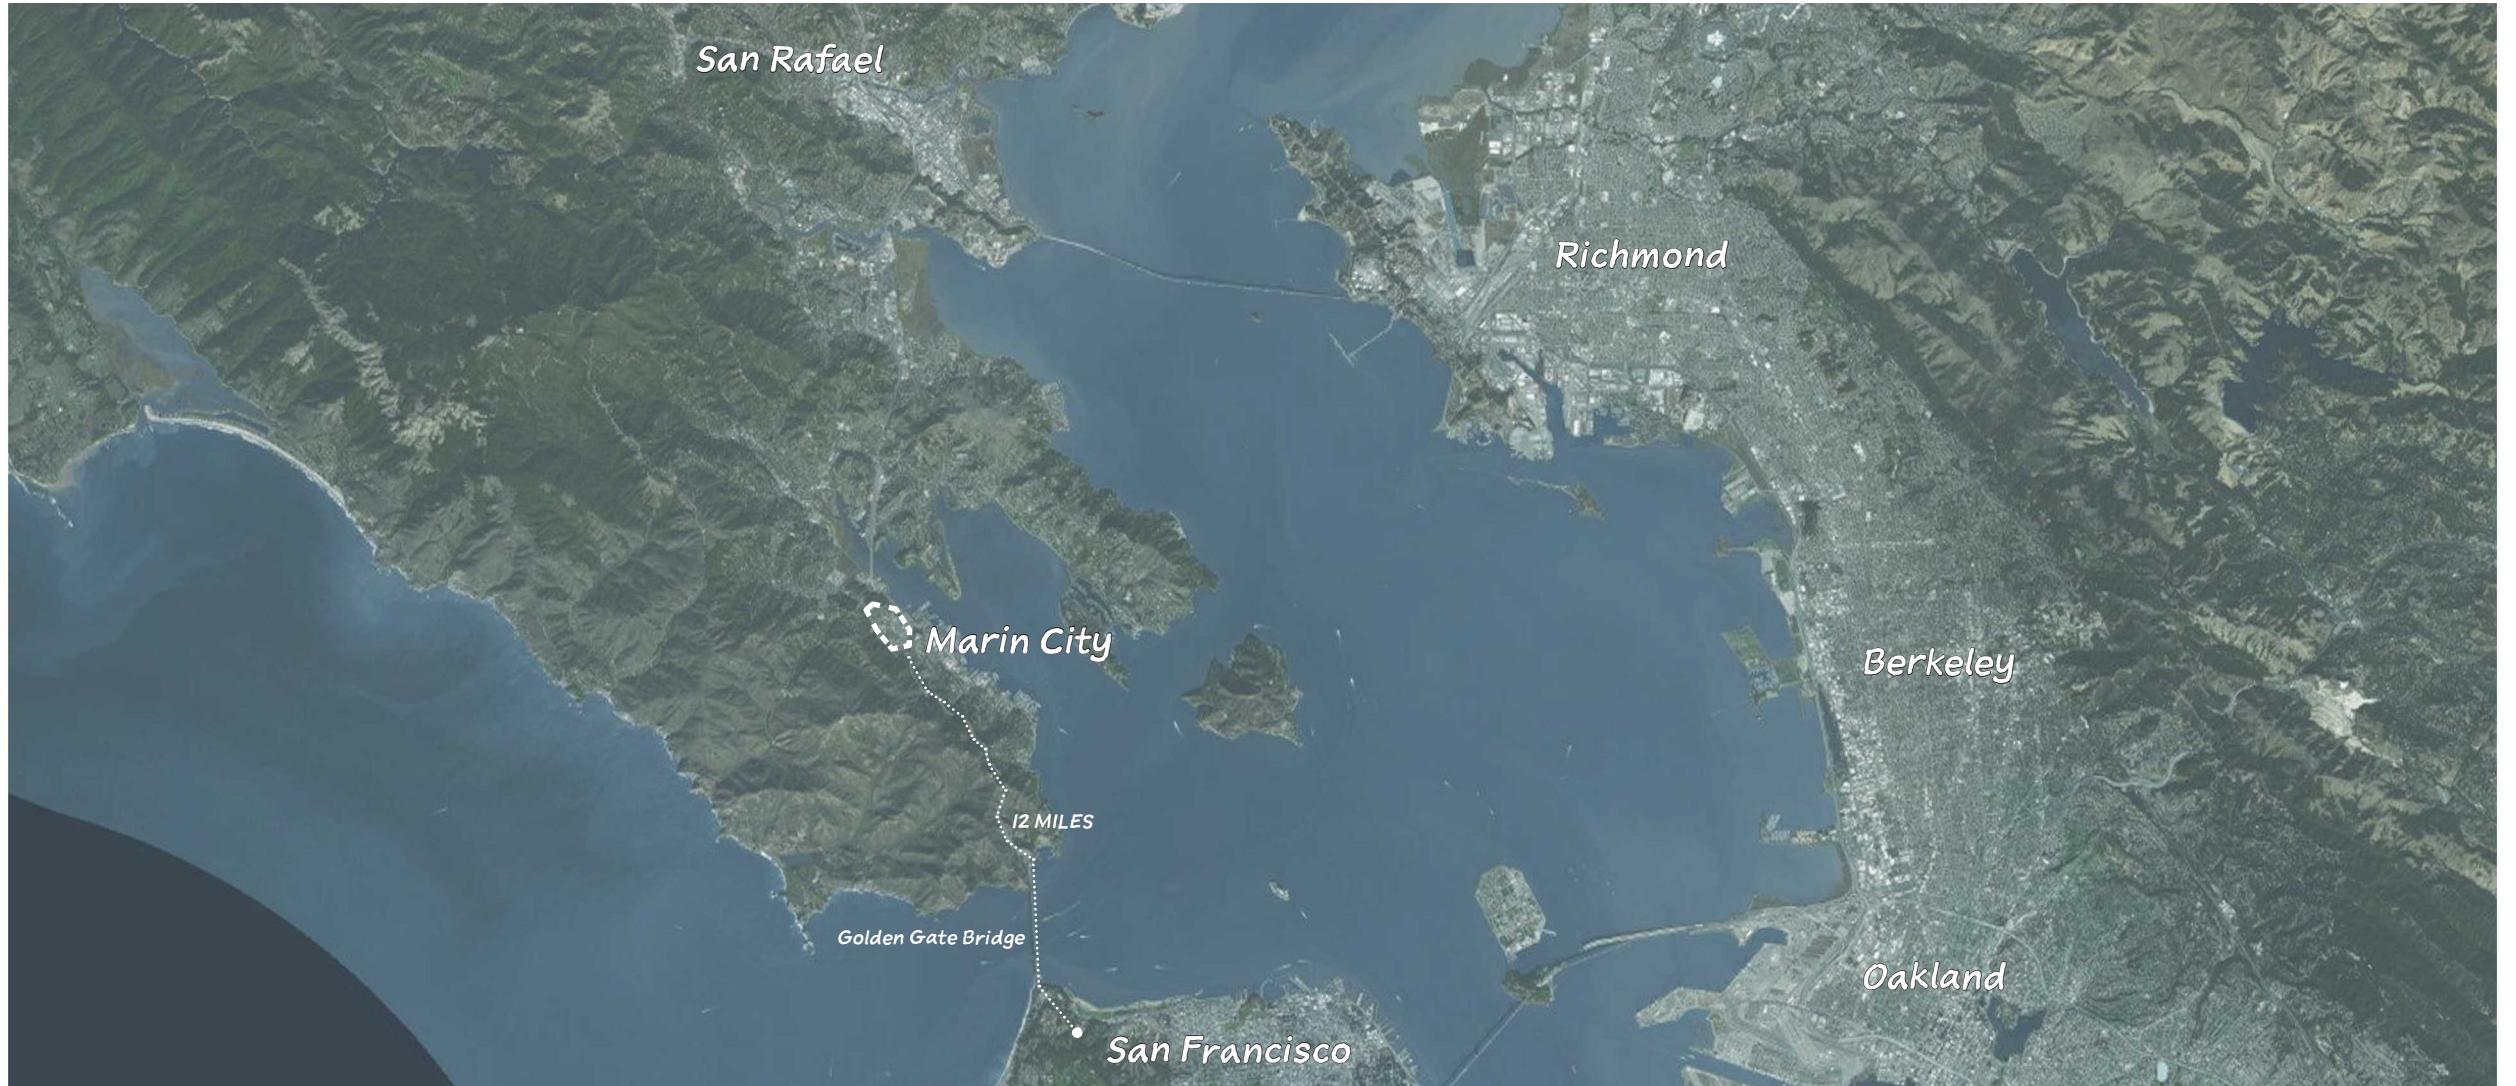 San Rafael
Richmond
Marin City
Berkeley
12 MILES
Golden Gate Bridge
Oakland
San Francisco